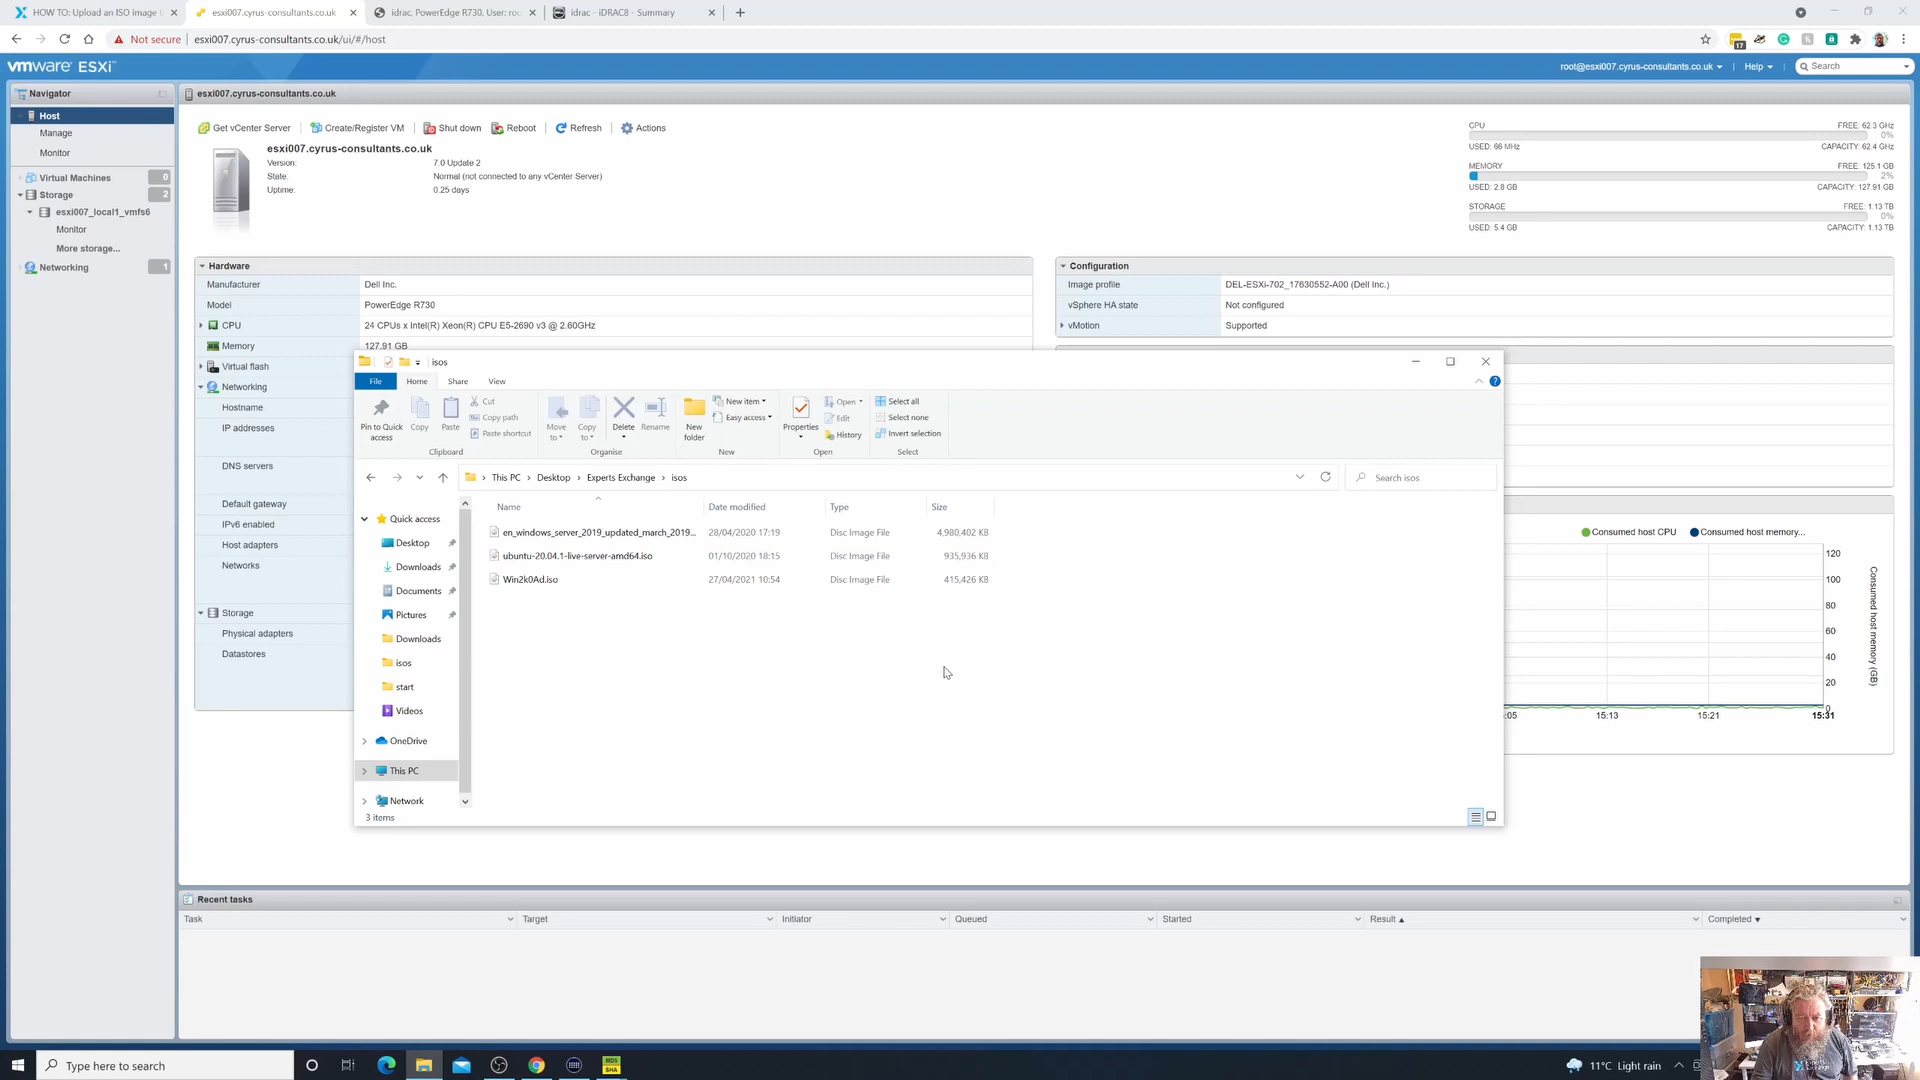 HOW TO: Upload an ISO image t
esxi007.cyrus-consultants.co.uk
idrac, PowerEdge R730, User: roo
idrac - iDRAC8 - Summary
Not secure
esxi007.cyrus-consultants.co.uk/ui/#/host
17
vmware ESXi™
root@esxi007.cyrus-consultants.co.uk
Help
Search
Navigator
esxi007.cyrus-consultants.co.uk
Host
Manage
Monitor
Virtual Machines 0
Storage 2
esxi007_local1_vmfs6
Monitor
More storage...
Networking 1
Get vCenter Server
Create/Register VM
Shut down
Reboot
Refresh
Actions
esxi007.cyrus-consultants.co.uk
Version: 7.0 Update 2
State: Normal (not connected to any vCenter Server)
Uptime: 0.25 days
CPU FREE: 62.3 GHz
0%
USED: 66 MHz CAPACITY: 62.4 GHz
MEMORY FREE: 125.1 GB
2%
USED: 2.8 GB CAPACITY: 127.91 GB
STORAGE FREE: 1.13 TB
0%
USED: 5.4 GB CAPACITY: 1.13 TB
Hardware
Manufacturer Dell Inc.
Model PowerEdge R730
CPU 24 CPUs x Intel(R) Xeon(R) CPU E5-2690 v3 @ 2.60GHz
Memory 127.91 GB
Virtual flash
Networking
Hostname
IP addresses
DNS servers
Default gateway
IPv6 enabled
Host adapters
Networks
Storage
Physical adapters
Datastores
Configuration
Image profile DEL-ESXi-702_17630552-A00 (Dell Inc.)
vSphere HA state Not configured
vMotion Supported
isos
File Home Share View
Pin to Quick access
Copy
Paste
Cut
Copy path
Paste shortcut
Clipboard
Move to
Copy to
Delete
Rename
Organise
New folder
New item
Easy access
New
Properties
Open
Edit
History
Open
Select all
Select none
Invert selection
Select
This PC > Desktop > Experts Exchange > isos
Search isos
Name Date modified Type Size
en_windows_server_2019_updated_march_2019... 28/04/2020 17:19 Disc Image File 4,980,402 KB
ubuntu-20.04.1-live-server-amd64.iso 01/10/2020 18:15 Disc Image File 935,936 KB
Win2k0Ad.iso 27/04/2021 10:54 Disc Image File 415,426 KB
Quick access
Desktop
Downloads
Documents
Pictures
Downloads
isos
start
Videos
OneDrive
This PC
Network
3 items
Consumed host CPU
Consumed host memory...
120
100
80
60
40
20
0
Consumed host memory (GB)
:05 15:13 15:21 15:31
Recent tasks
Task Target Initiator Queued Started Result Completed
Type here to search
MD5
SHA
11°C Light rain